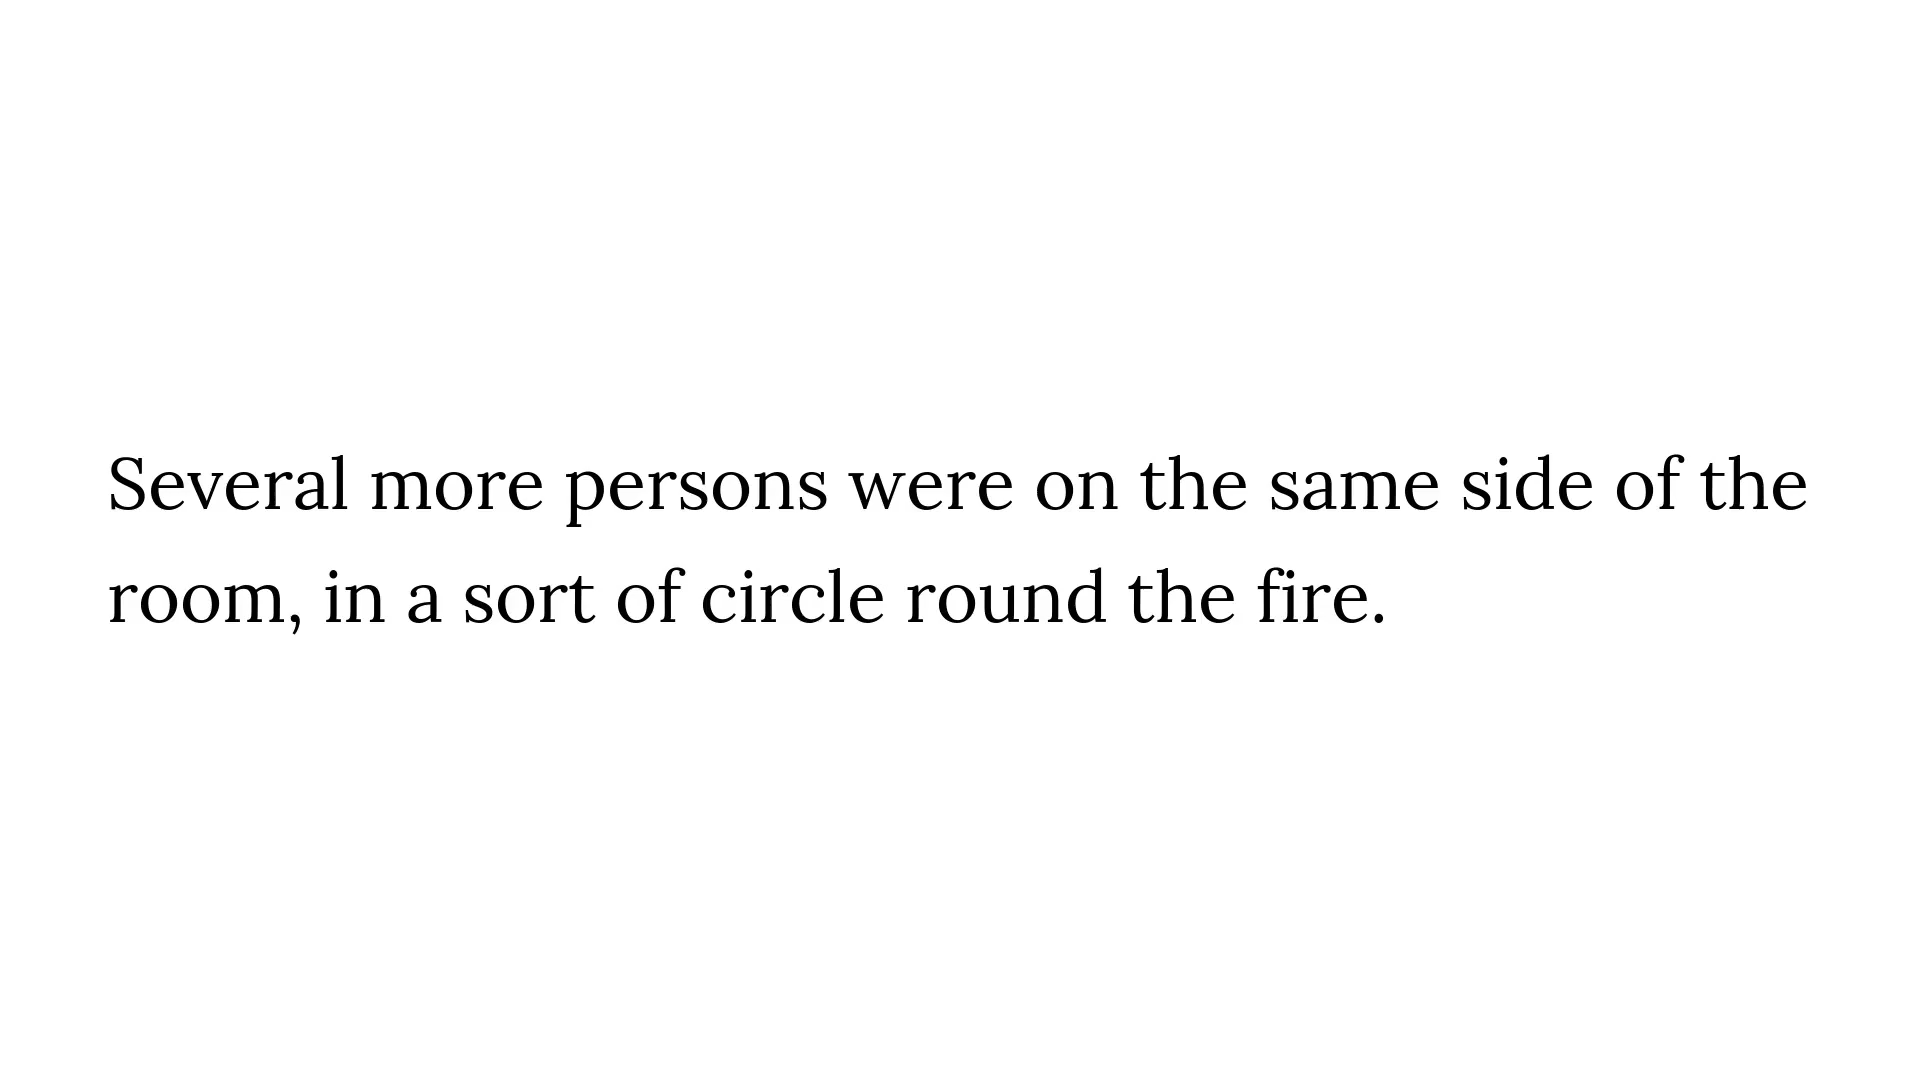 Several more persons were on the same side of the
room, in a sort of circle round the fire.